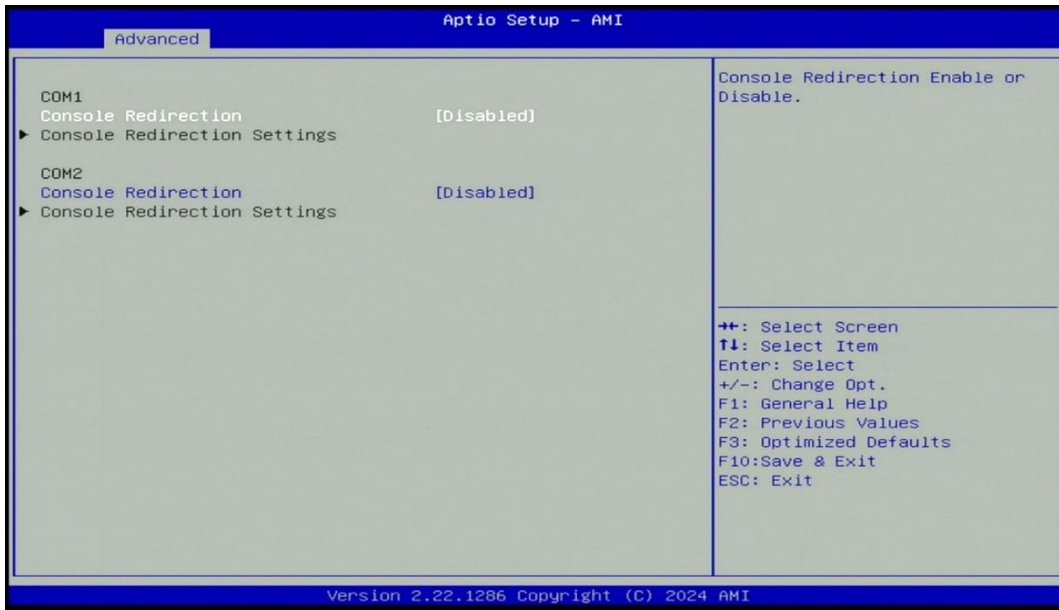 Aptio Setup – AMI
Advanced
COM1
Console Redirection [Disabled]
▶ Console Redirection Settings
COM2
Console Redirection [Disabled]
▶ Console Redirection Settings
Console Redirection Enable or
Disable.
→←: Select Screen
↑↓: Select Item
Enter: Select
+/-: Change Opt.
F1: General Help
F2: Previous Values
F3: Optimized Defaults
F10:Save & Exit
ESC: Exit
Version 2.22.1286 Copyright (C) 2024 AMI